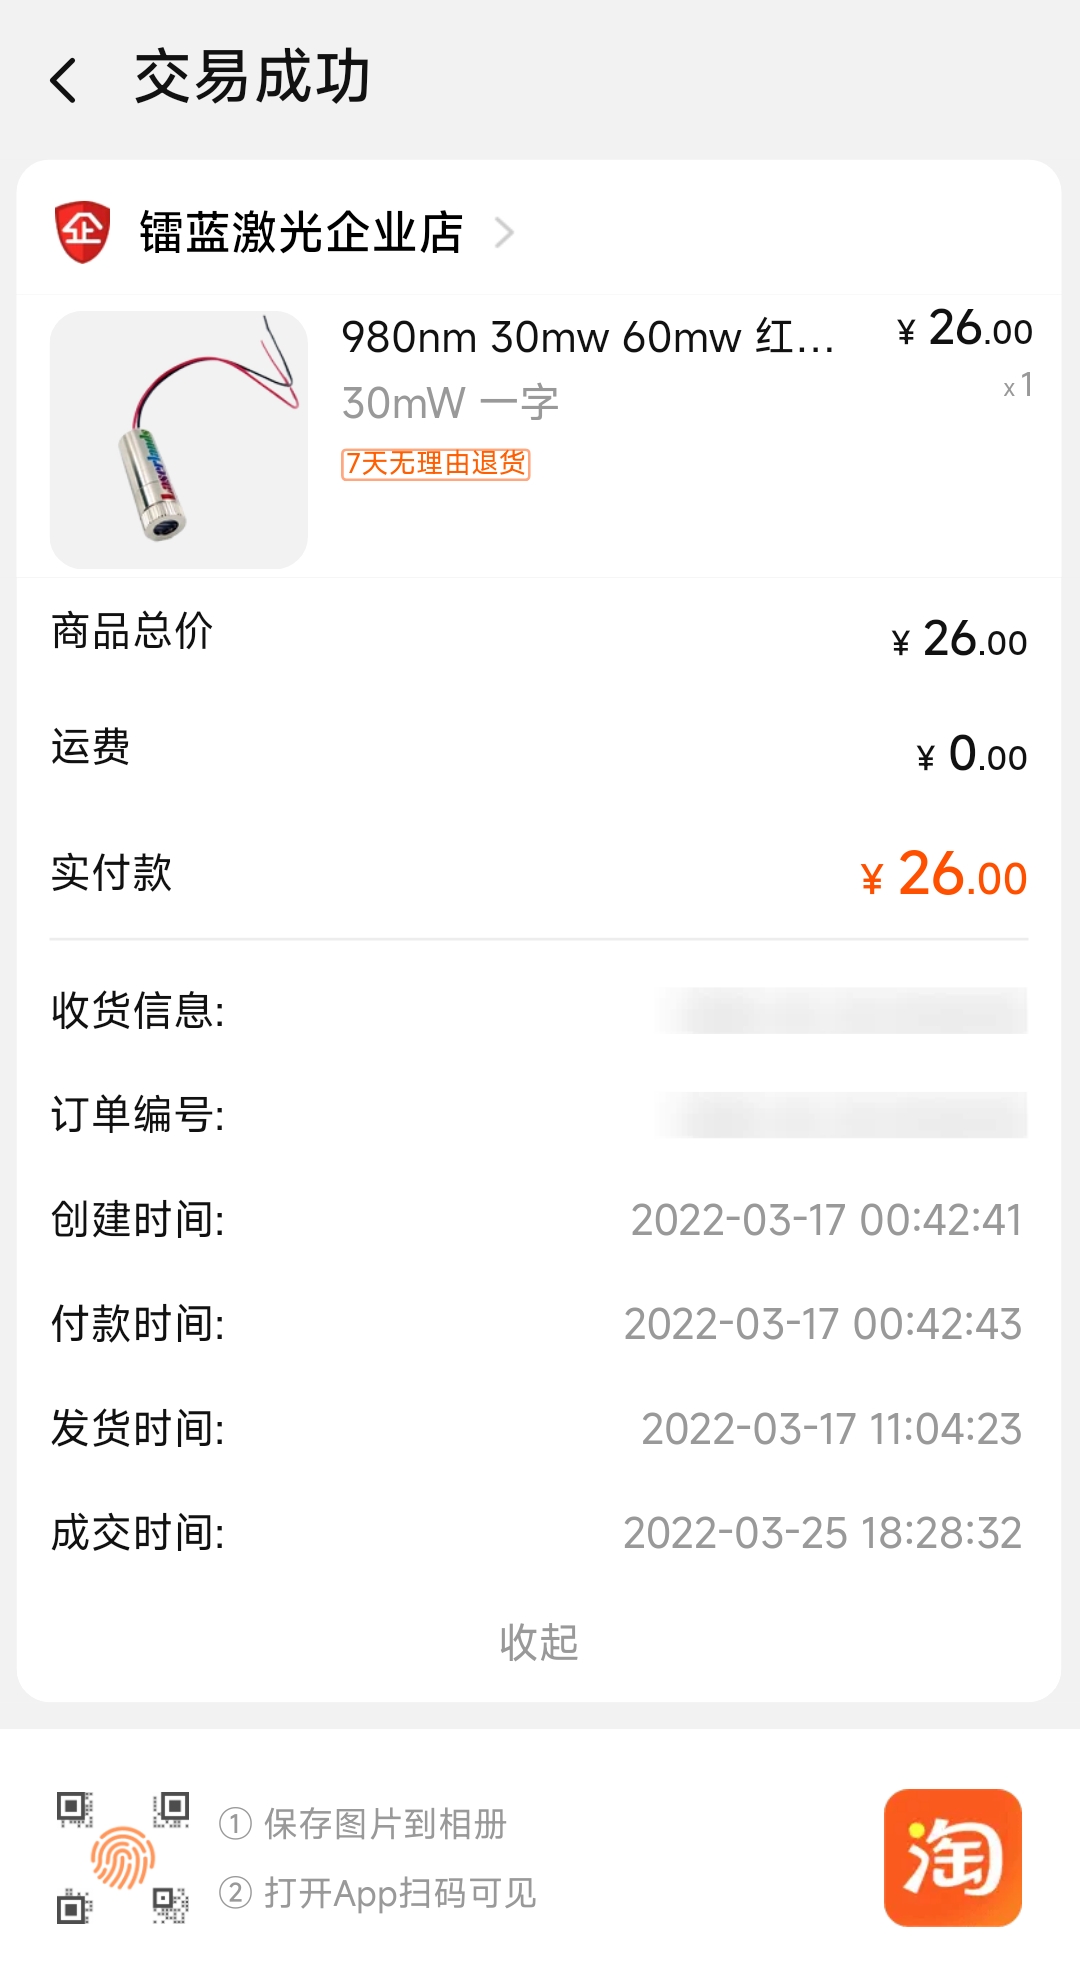 交易成功
企 镭蓝激光企业店
980nm 30mw 60mw 红... ¥ 26.00
30mW 一字 x1
7天无理由退货
商品总价 ¥ 26.00
运费 ¥ 0.00
实付款 ¥ 26.00
收货信息:
订单编号:
创建时间: 2022-03-17 00:42:41
付款时间: 2022-03-17 00:42:43
发货时间: 2022-03-17 11:04:23
成交时间: 2022-03-25 18:28:32
收起
① 保存图片到相册
② 打开App扫码可见
淘